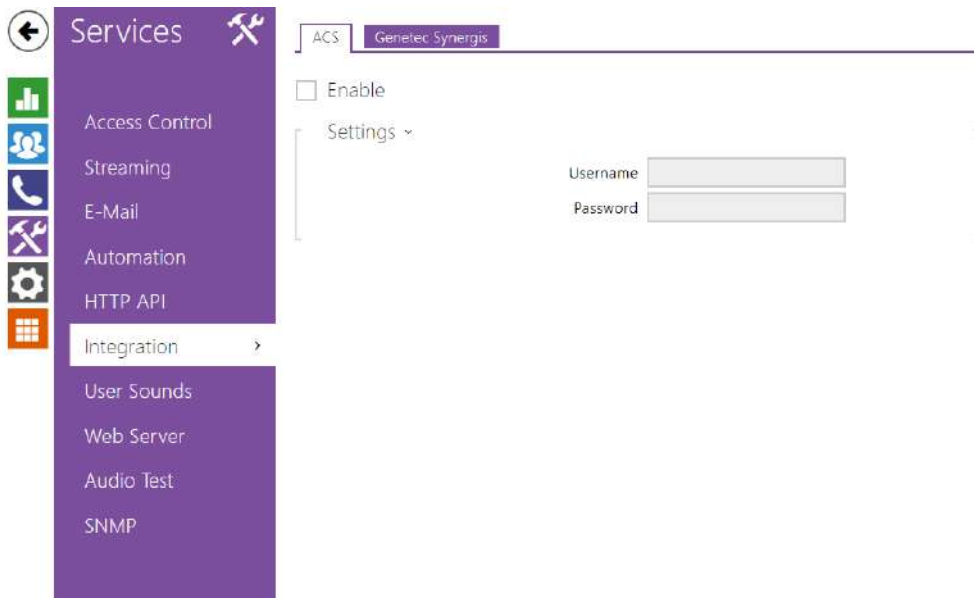 Services
Access Control
Streaming
E-Mail
Automation
HTTP API
Integration
User Sounds
Web Server
Audio Test
SNMP
ACS Genetec Synergis
Enable
Settings
Username
Password